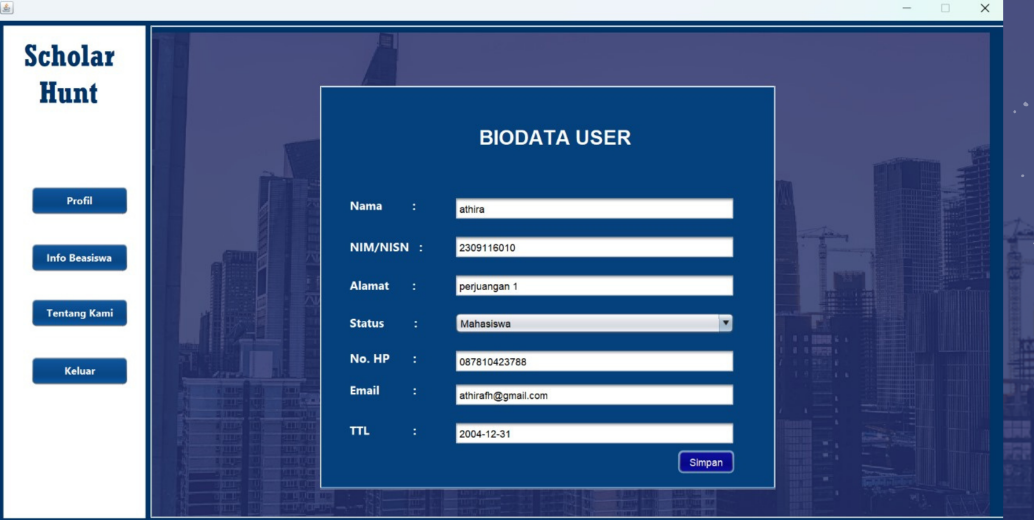 Scholar
Hunt
Profil
Info Beasiswa
Tentang Kami
Keluar
BIODATA USER
Nama : athira
NIM/NISN : 2309116010
Alamat : perjuangan 1
Status : Mahasiswa
No. HP : 087810423788
Email : athirafh@gmail.com
TTL : 2004-12-31
Simpan